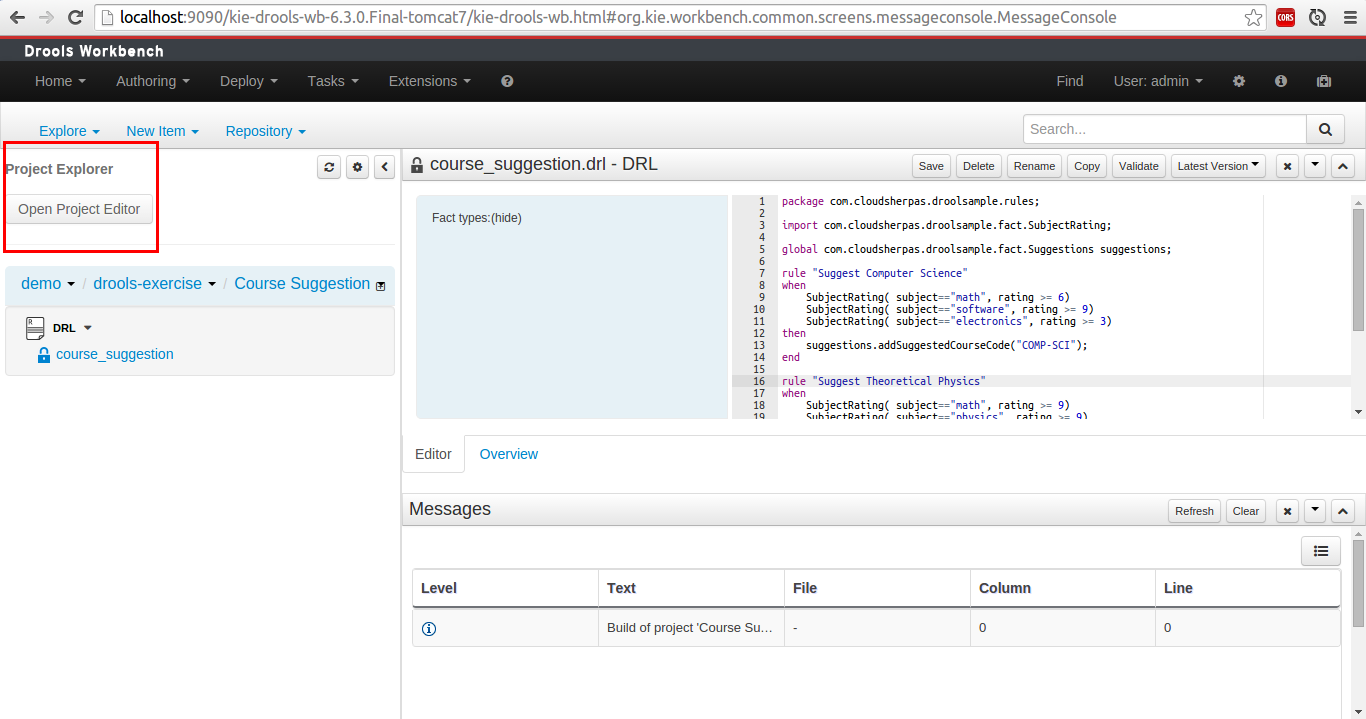 localhost:9090/kie-drools-wb-6.3.0.Final-tomcat7/kie-drools-wb.html#org.kie.workbench.common.screens.messageconsole.MessageConsole
CORS
Drools Workbench
Home Authoring Deploy Tasks Extensions ? Find User: admin
Explore New Item Repository Search...
Project Explorer
Open Project Editor
demo / drools-exercise / Course Suggestion
R
DRL
course_suggestion
course_suggestion.drl - DRL Save Delete Rename Copy Validate Latest Version
Fact types:(hide)
1 package com.cloudsherpas.droolsample.rules;
2
3 import com.cloudsherpas.droolsample.fact.SubjectRating;
4
5 global com.cloudsherpas.droolsample.fact.Suggestions suggestions;
6
7 rule "Suggest Computer Science"
8 when
9 SubjectRating( subject=="math", rating >= 6)
10 SubjectRating( subject=="software", rating >= 9)
11 SubjectRating( subject=="electronics", rating >= 3)
12 then
13 suggestions.addSuggestedCourseCode("COMP-SCI");
14 end
15
16 rule "Suggest Theoretical Physics"
17 when
18 SubjectRating( subject=="math", rating >= 9)
19 SubjectRating( subject=="physics", rating >= 9)
Editor Overview
Messages Refresh Clear
Level Text File Column Line
Build of project 'Course Su... - 0 0